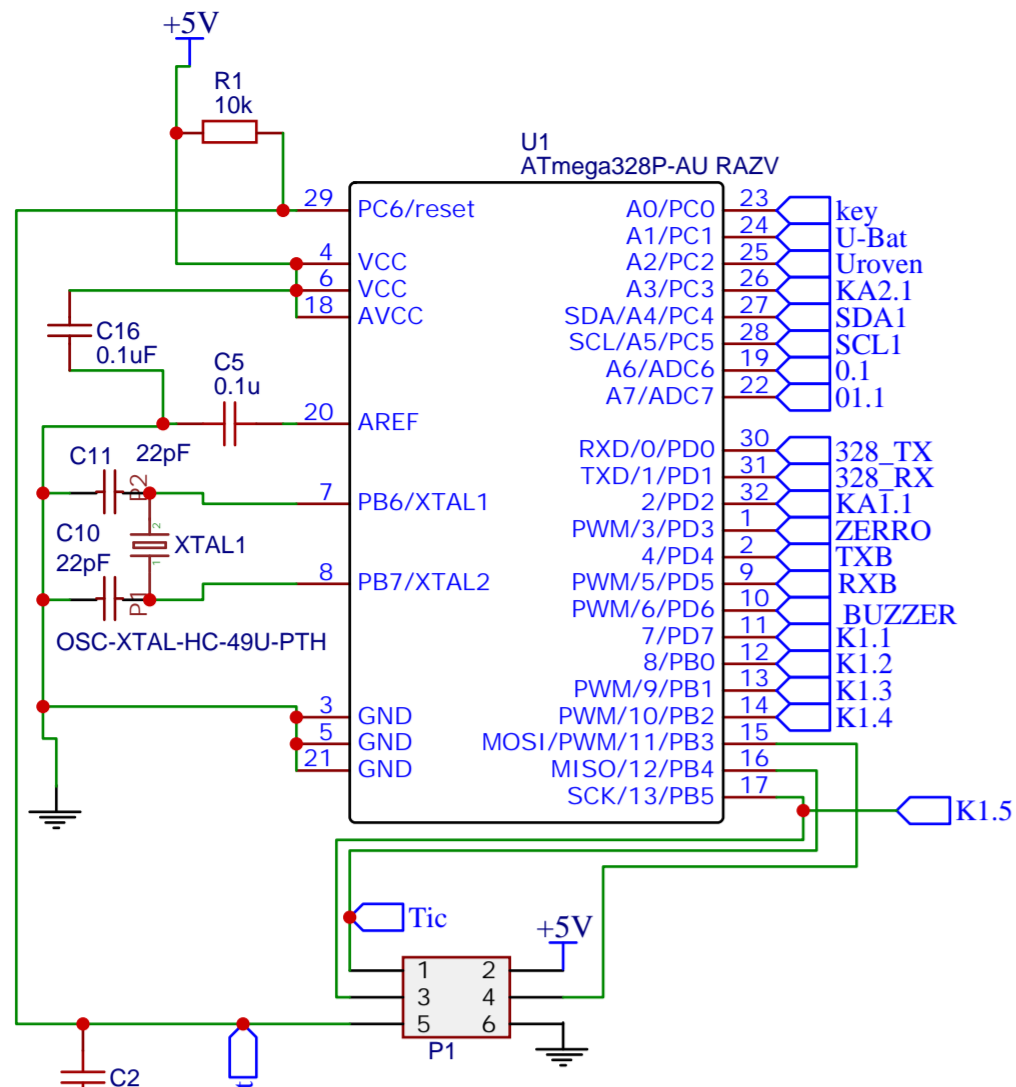 +5V
R1
10k
U1
ATmega328P-AU RAZV
29 PC6/reset
4 VCC
6 VCC
18 AVCC
C16
0.1uF
C5
0.1u
20 AREF
C11 22pF
P2
7 PB6/XTAL1
2
C10
22pF
XTAL1
1
P1
8 PB7/XTAL2
OSC-XTAL-HC-49U-PTH
3 GND
5 GND
21 GND
A0/PC0 23 key
A1/PC1 24 U-Bat
A2/PC2 25 Uroven
A3/PC3 26 KA2.1
SDA/A4/PC4 27 SDA1
SCL/A5/PC5 28 SCL1
A6/ADC6 19 0.1
A7/ADC7 22 01.1
RXD/0/PD0 30 328_TX
TXD/1/PD1 31 328_RX
2/PD2 32 KA1.1
PWM/3/PD3 1 ZERRO
4/PD4 2 TXB
PWM/5/PD5 9 RXB
PWM/6/PD6 10 BUZZER
7/PD7 11 K1.1
8/PB0 12 K1.2
PWM/9/PB1 13 K1.3
PWM/10/PB2 14 K1.4
MOSI/PWM/11/PB3 15
MISO/12/PB4 16
SCK/13/PB5 17
K1.5
Tic
+5V
1 2
3 4
5 6
P1
C2